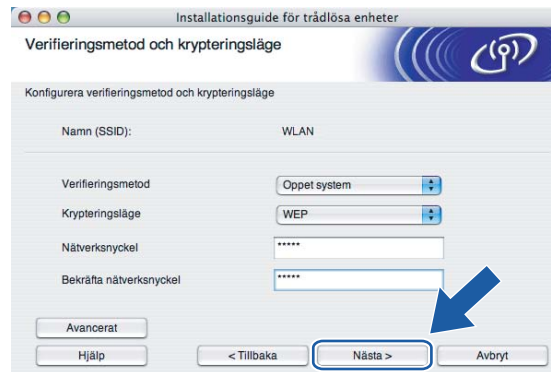 Installationsguide för trådlösa enheter
Verifieringsmetod och krypteringsläge
Konfigurera verifieringsmetod och krypteringsläge
Namn (SSID): WLAN
Verifieringsmetod Oppet system
Krypteringsläge WEP
Nätverksnyckel *****
Bekräfta nätverksnyckel *****
Avancerat
Hjälp < Tillbaka Nästa > Avbryt